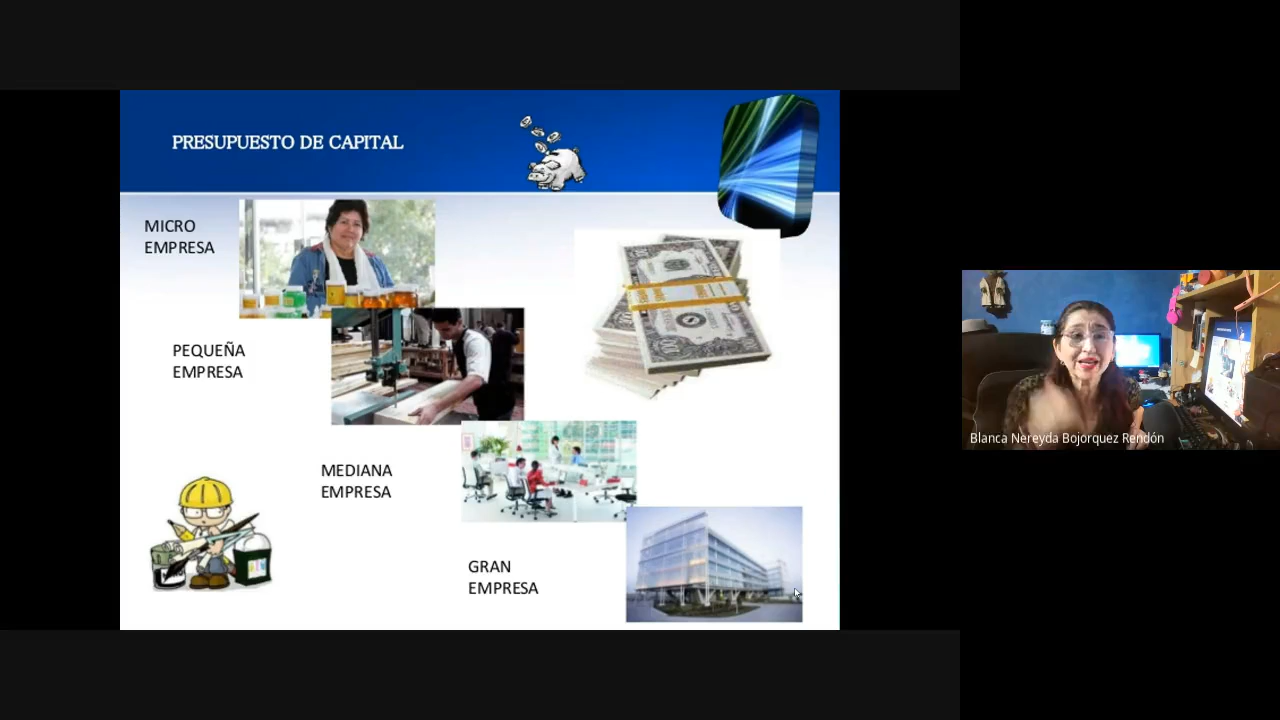 PRESUPUESTO DE CAPITAL
MICRO
EMPRESA
PEQUEÑA
EMPRESA
MEDIANA
EMPRESA
GRAN
EMPRESA
Blanca Nereyda Bojorquez Rendón